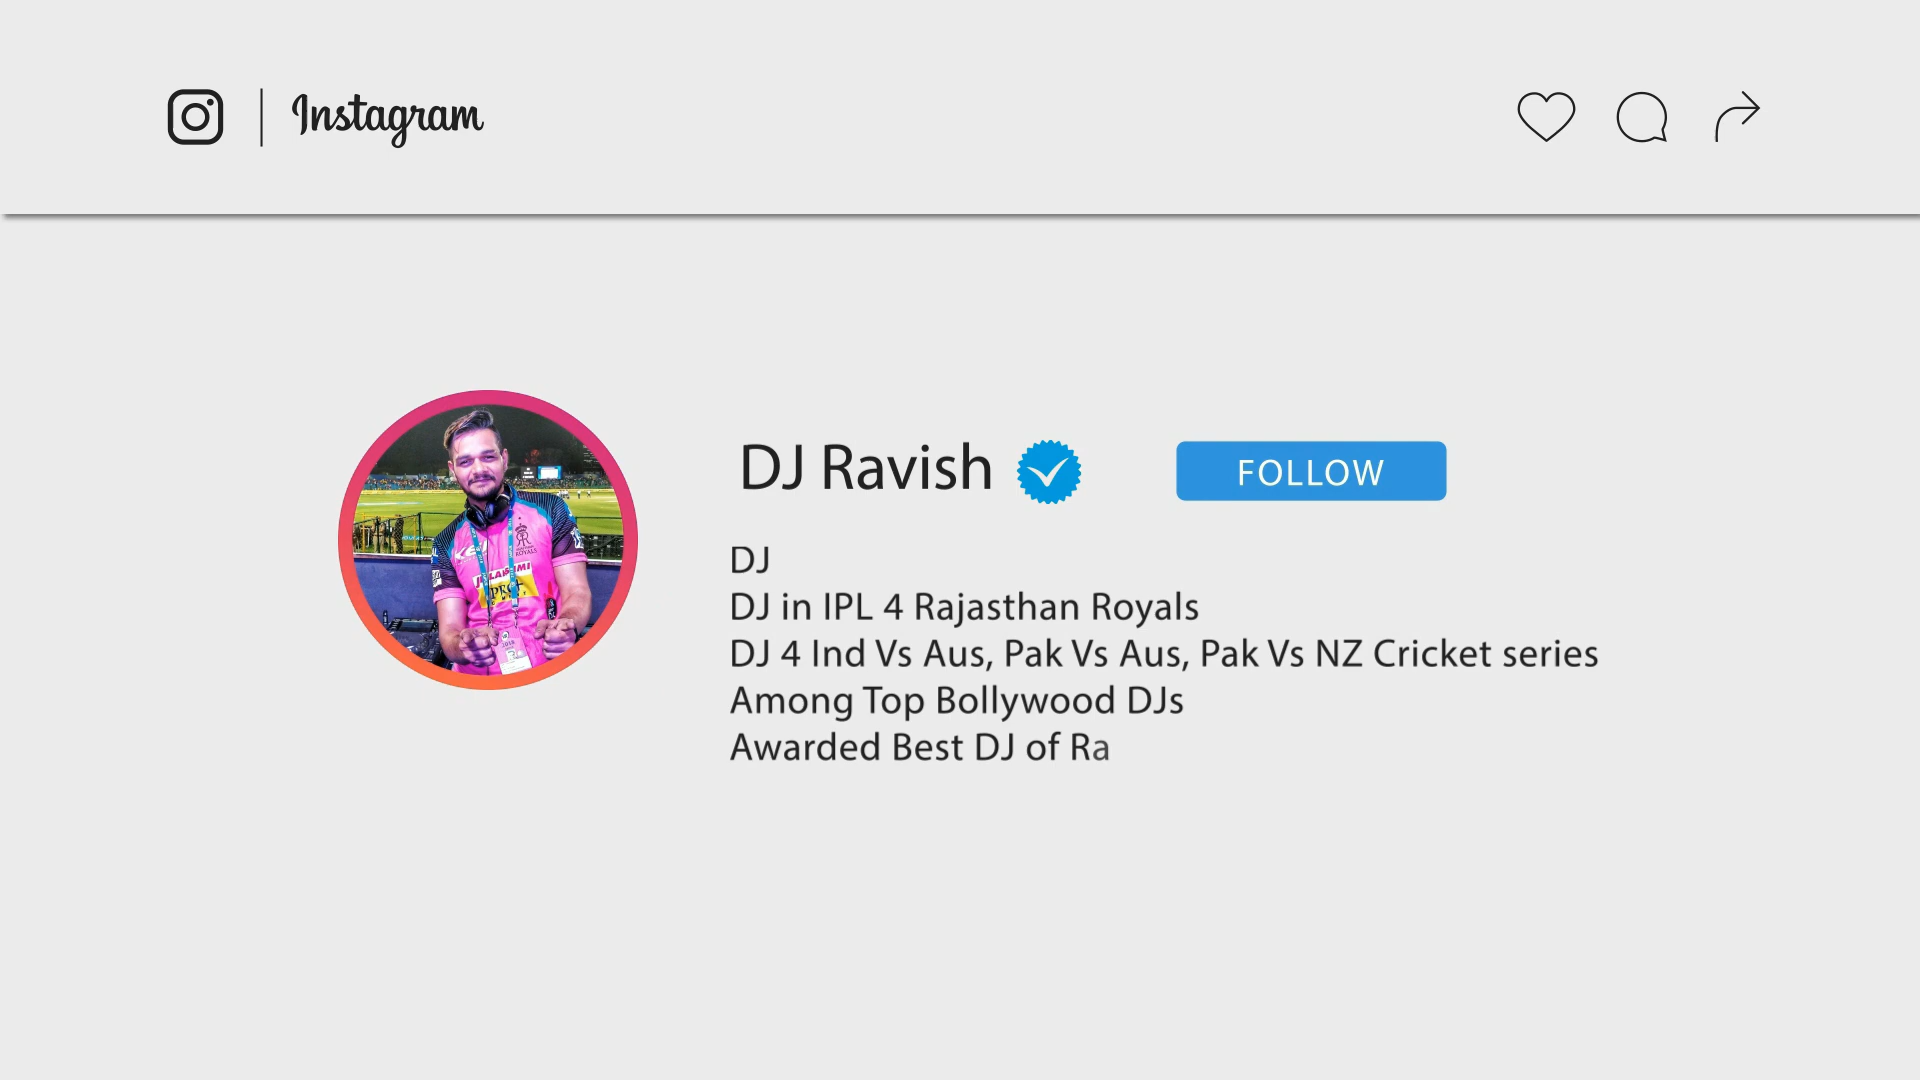 Instagram
DJ Ravish
FOLLOW
DJ
DJ in IPL 4 Rajasthan Royals
DJ 4 Ind Vs Aus, Pak Vs Aus, Pak Vs NZ Cricket series
Among Top Bollywood DJs
Awarded Best DJ of Ra
ROYALS